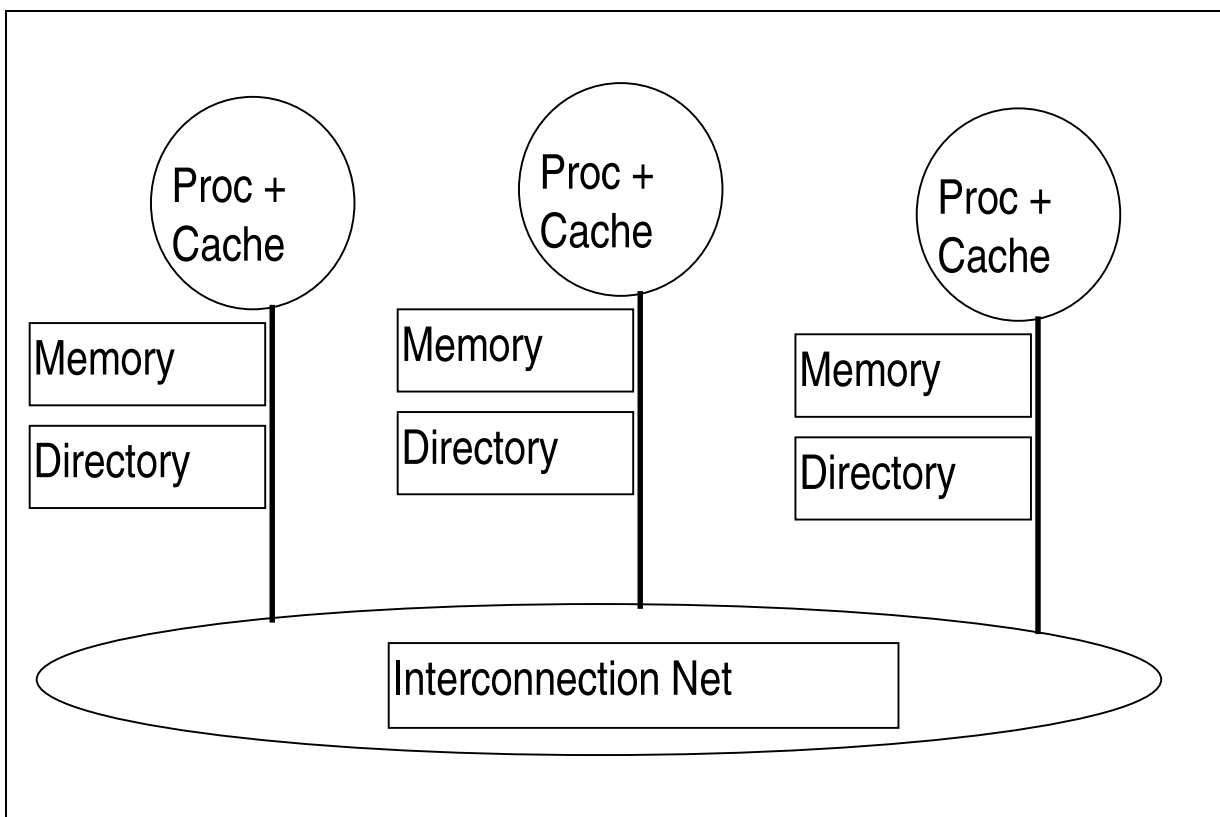 Proc +
Cache
Memory
Directory
Proc +
Cache
Memory
Directory
Proc +
Cache
Memory
Directory
Interconnection Net